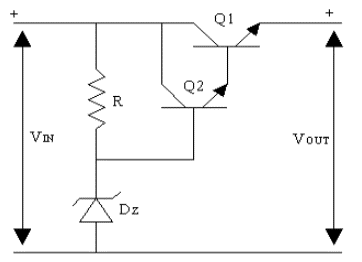 + Q1 +
Q2
R
VIN VOUT
Dz